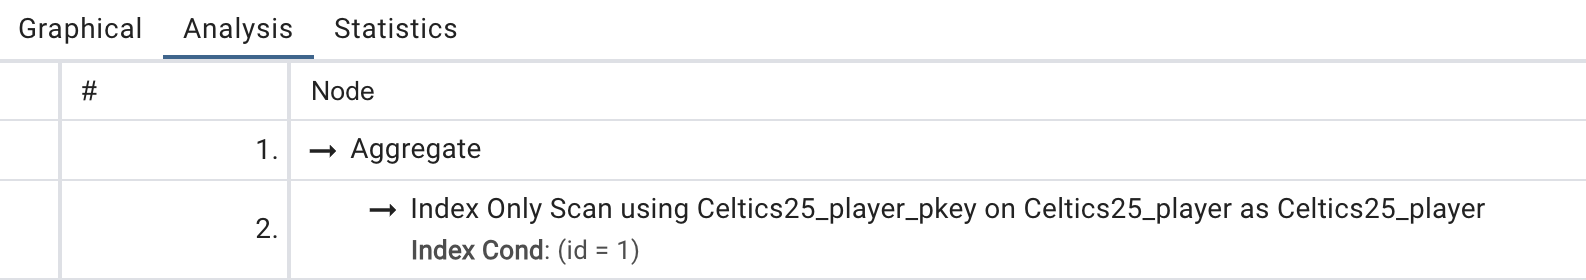 Graphical Analysis Statistics
# Node
1. → Aggregate
2. → Index Only Scan using Celtics25_player_pkey on Celtics25_player as Celtics25_player
Index Cond: (id = 1)